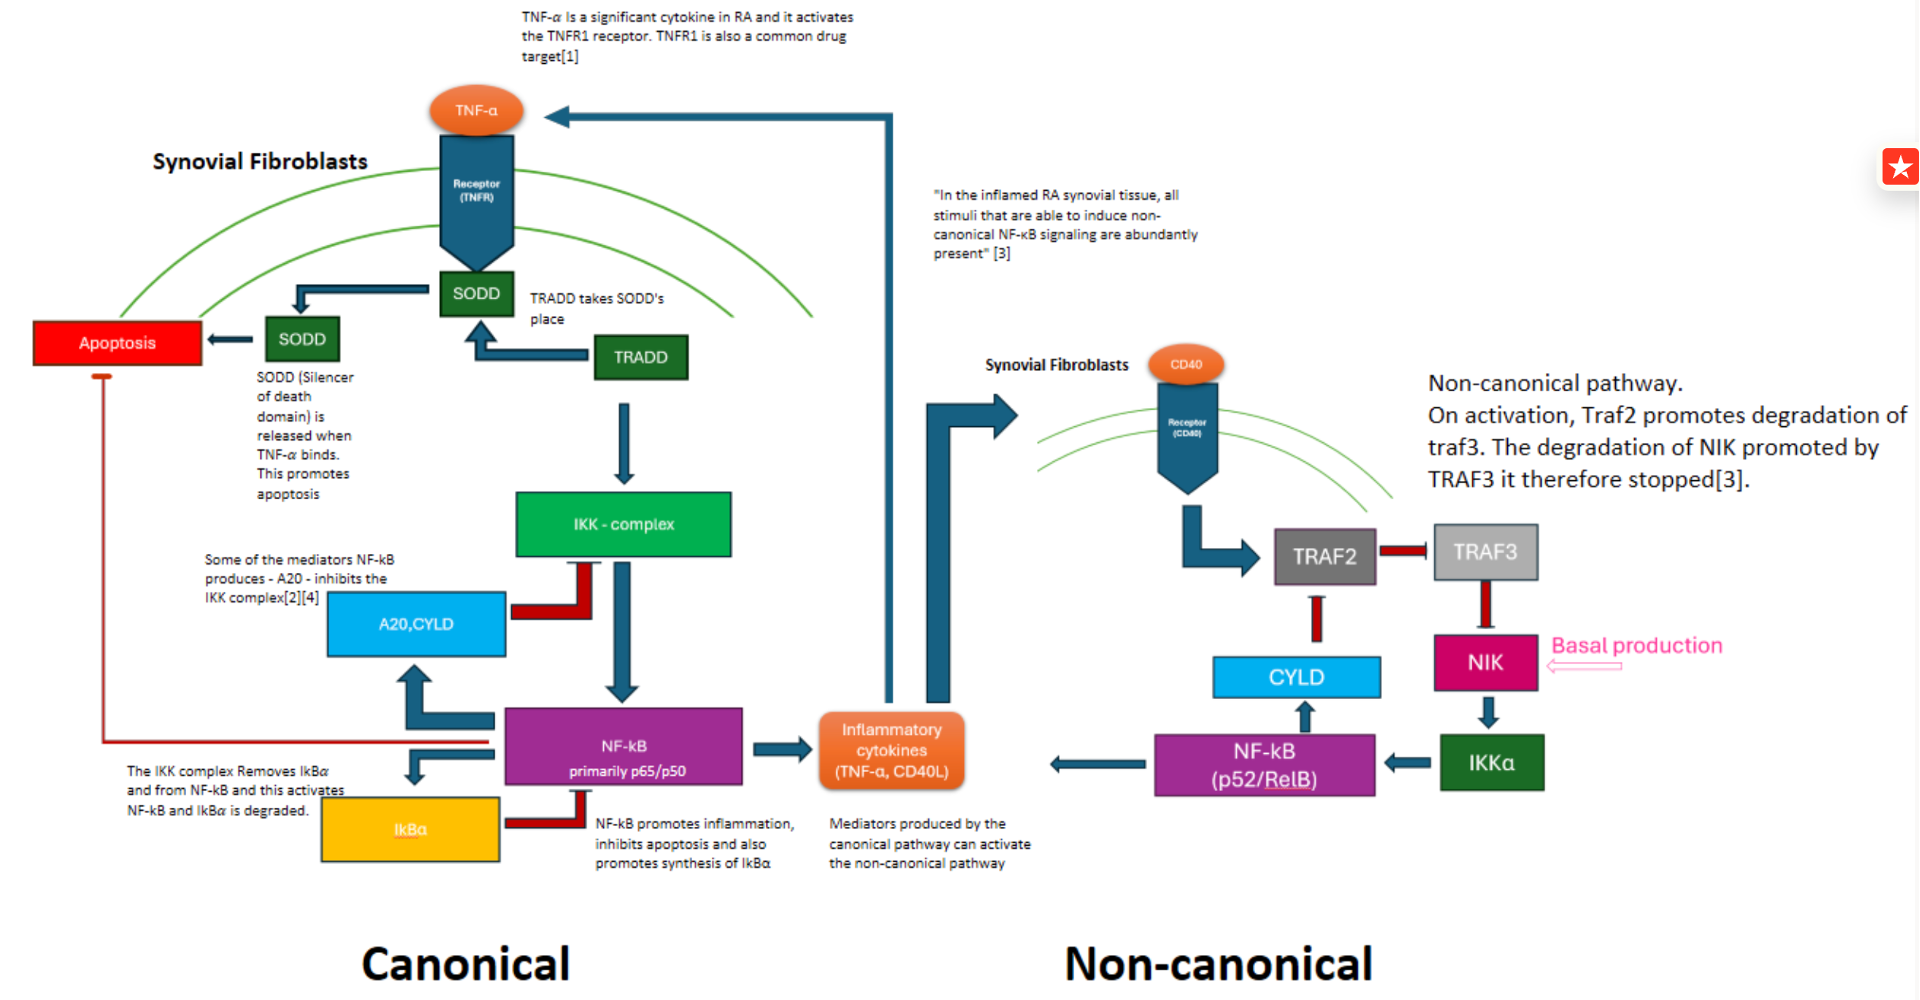 TNF-α Is a significant cytokine in RA and it activates
the TNFR1 receptor. TNFR1 is also a common drug
target[1]
TNF-α
Synovial Fibroblasts
Receptor
(TNFR)
SODD
TRADD takes SODD's
place
TRADD
SODD
Apoptosis
SODD (Silencer
of death
domain) is
released when
TNF-α binds.
This promotes
apoptosis
IKK - complex
Some of the mediators NF-kB
produces - A20 - inhibits the
IKK complex[2][4]
A20,CYLD
NF-kB
primarily p65/p50
The IKK complex Removes IkBα
and from NF-kB and this activates
NF-kB and IkBα is degraded.
IkBα
NF-kB promotes inflammation,
inhibits apoptosis and also
promotes synthesis of IkBα
Inflammatory
cytokines
(TNF-α, CD40L)
Mediators produced by the
canonical pathway can activate
the non-canonical pathway
Canonical
"In the inflamed RA synovial tissue, all
stimuli that are able to induce non-
canonical NF-κB signaling are abundantly
present" [3]
Synovial Fibroblasts
CD40
Receptor
(CD40)
Non-canonical pathway.
On activation, Traf2 promotes degradation of
traf3. The degradation of NIK promoted by
TRAF3 it therefore stopped[3].
TRAF2
TRAF3
CYLD
NIK
Basal production
NF-kB
(p52/RelB)
IKKα
Non-canonical